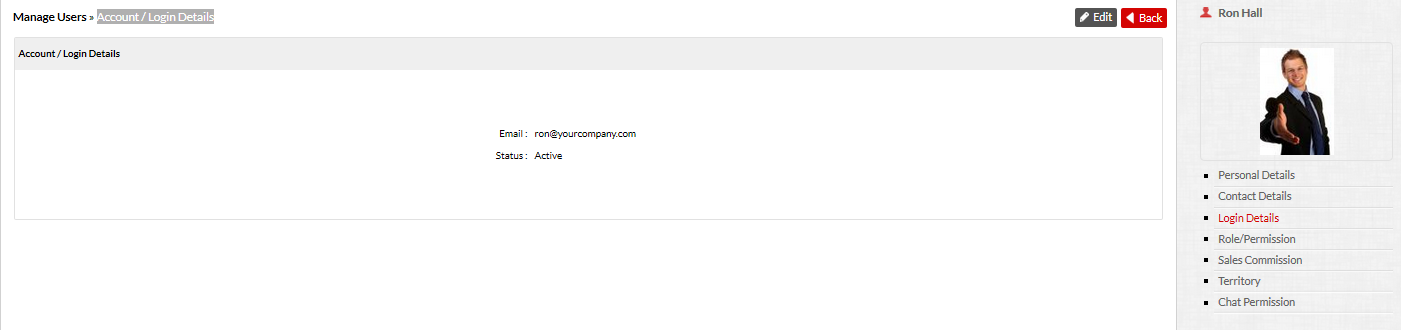 Manage Users » Account / Login Details
Edit
Back
Account / Login Details
Email : ron@yourcompany.com
Status : Active
Ron Hall
Personal Details
Contact Details
Login Details
Role/Permission
Sales Commission
Territory
Chat Permission